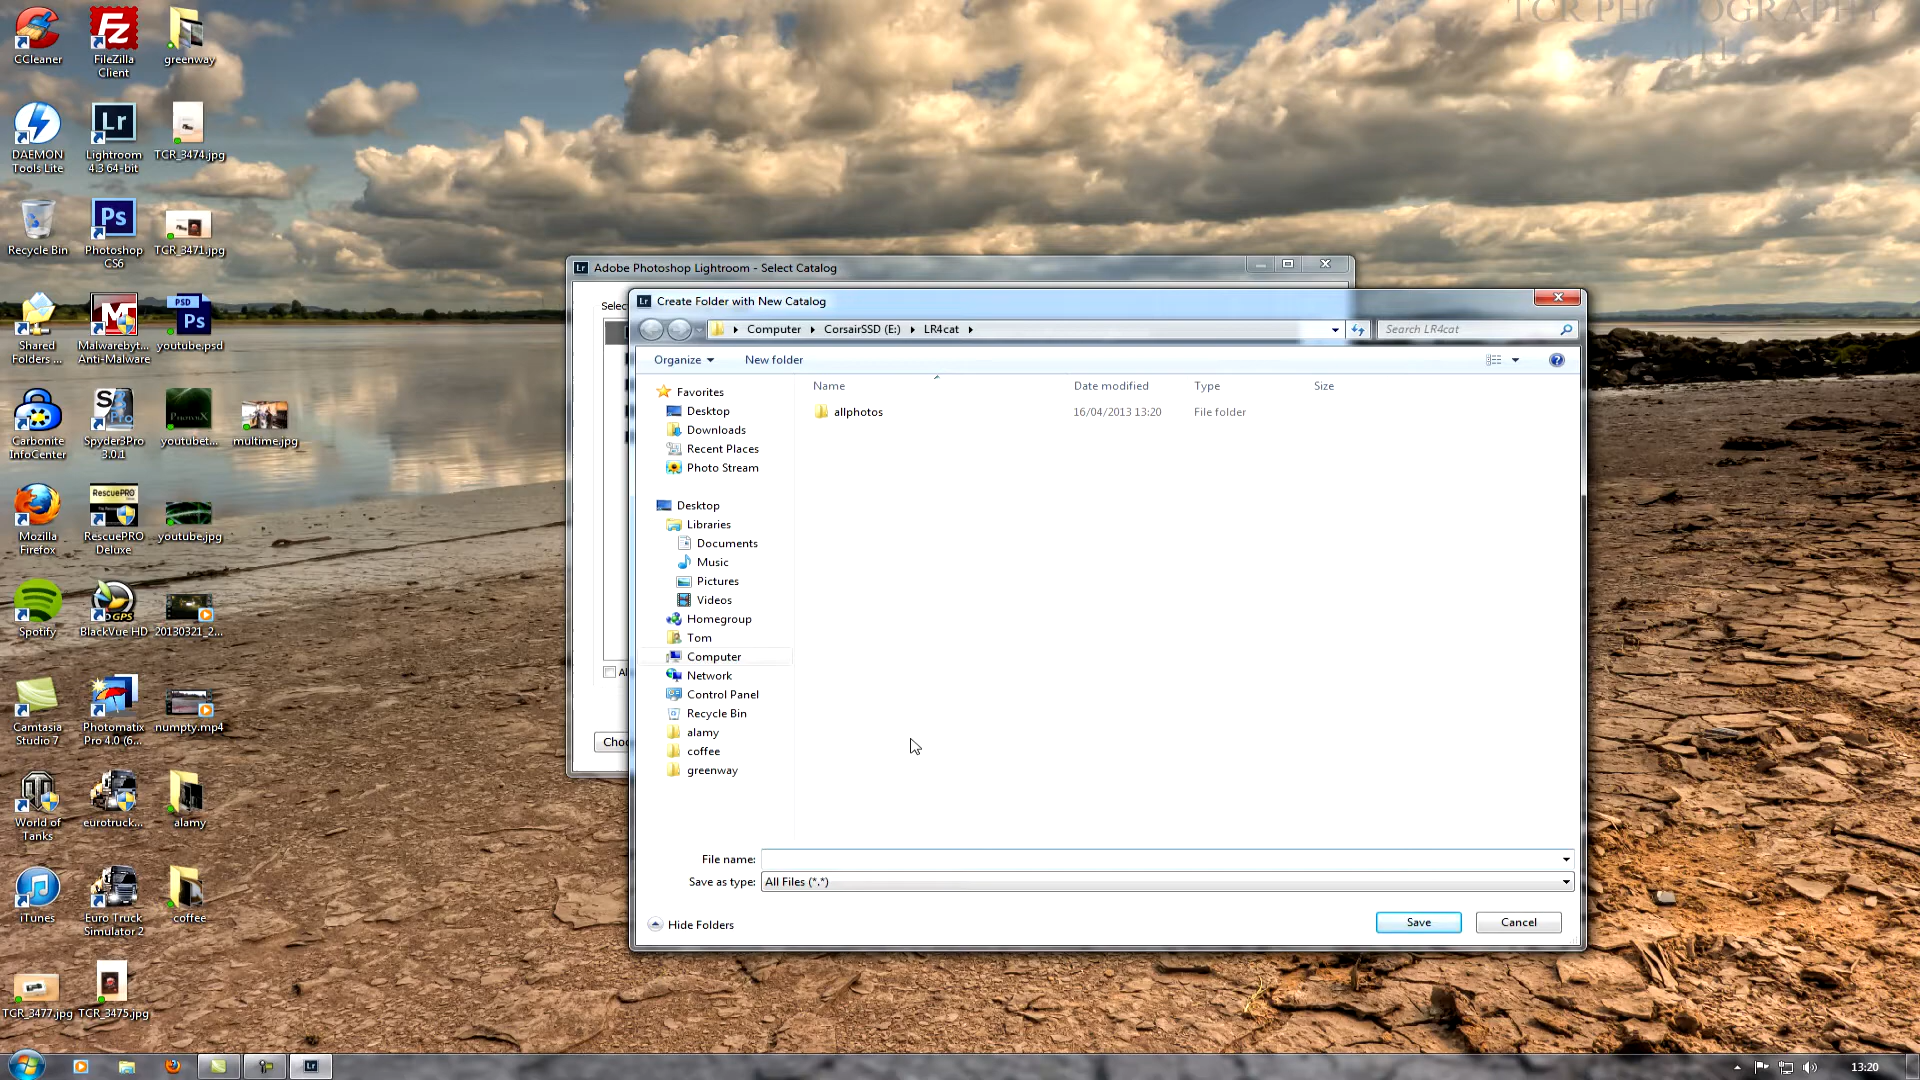 TCR PHOTOGRAPHY
2011
CCleaner
FileZilla
Client
greenway
DAEMON
Tools Lite
Lightroom
4.3 64-bit
TCR_3474.jpg
Recycle Bin
Photoshop
CS6
TCR_3471.jpg
Shared
Folders ...
Malwarebyt...
Anti-Malware
youtube.psd
Carbonite
InfoCenter
Spyder3Pro
3.0.1
youtubet...
multime.jpg
Mozilla
Firefox
RescuePRO
Deluxe
youtube.jpg
Spotify
BlackVue HD
20130321_2...
Camtasia
Studio 7
Photomatix
Pro 4.0 (6...
numpty.mp4
World of
Tanks
eurotruck...
alamy
iTunes
Euro Truck
Simulator 2
coffee
TCR_3477.jpg
TCR_3475.jpg
Adobe Photoshop Lightroom - Select Catalog
Selec
Al
Choo
Create Folder with New Catalog
Computer
CorsairSSD (E:)
LR4cat
Search LR4cat
Organize
New folder
Name
Date modified
Type
Size
allphotos
16/04/2013 13:20
File folder
Favorites
Desktop
Downloads
Recent Places
Photo Stream
Desktop
Libraries
Documents
Music
Pictures
Videos
Homegroup
Tom
Computer
Network
Control Panel
Recycle Bin
alamy
coffee
greenway
File name:
Save as type:
All Files (*.*)
Hide Folders
Save
Cancel
13:20